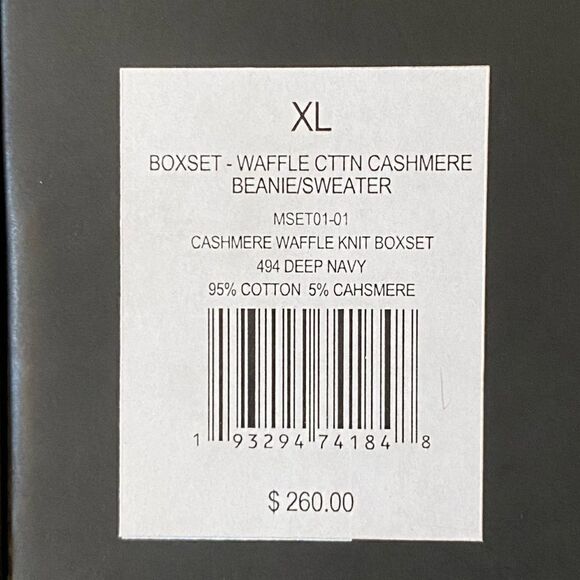 XL
BOXSET - WAFFLE CTTN CASHMERE
BEANIE/SWEATER
MSET01-01
CASHMERE WAFFLE KNIT BOXSET
494 DEEP NAVY
95% COTTON 5% CAHSMERE
1 93294 74184 8
$ 260.00